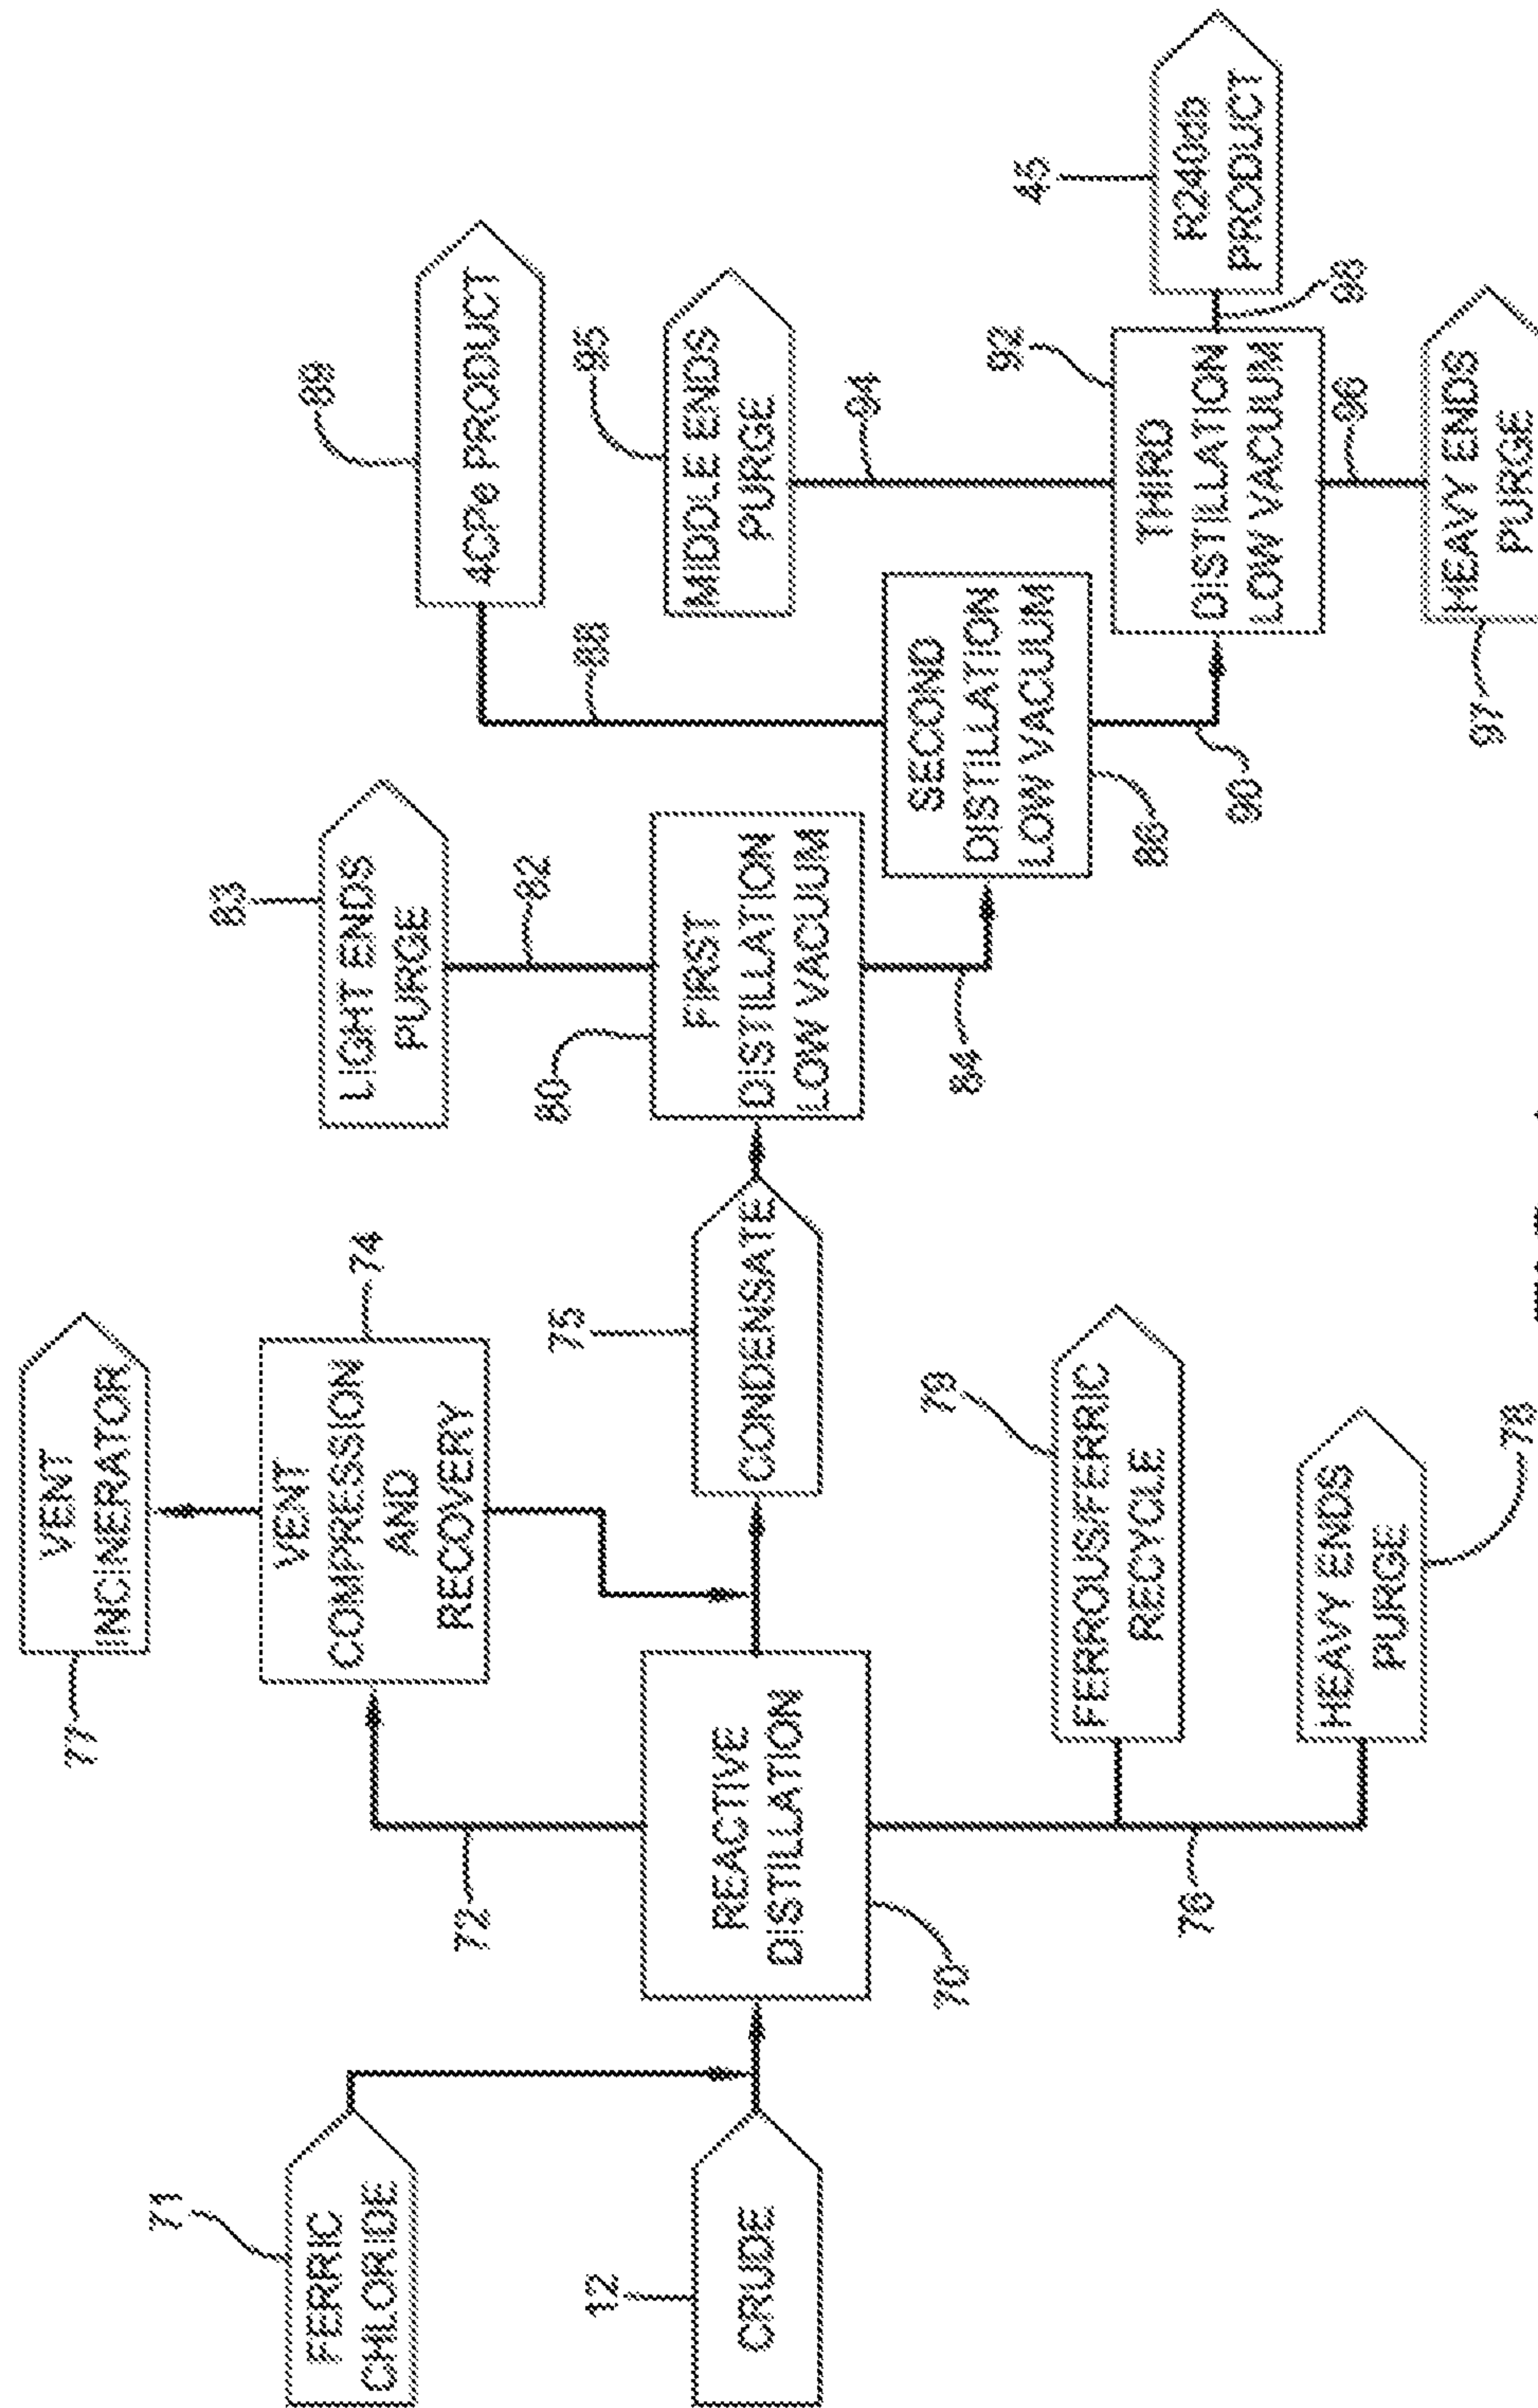 77
VENT
INCINERATOR
74
VENT
COMPRESSION
AND
RECOVERY
71
FERRIC
CHLORIDE
72
12
CRUDE
REACTIVE
DISTILLATION
70
75
CONDENSATE
79
FERROUS/FERRIC
RECYCLE
76
HEAVY ENDS
PURGE
78
83
LIGHT ENDS
PURGE
82
80
FIRST
DISTILLATION
LOW VACUUM
84
89
4CPe PRODUCT
88
SECOND
DISTILLATION
LOW VACUUM
86
90
95
MIDDLE ENDS
PURGE
94
92
THIRD
DISTILLATION
LOW VACUUM
96
97
HEAVY ENDS
PURGE
98
45
R240db
PRODUCT